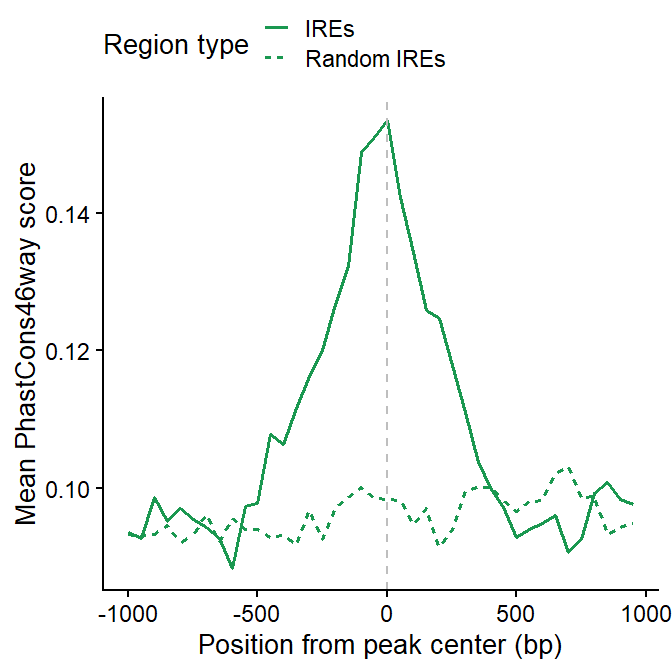 Region type
IREs
Random IREs
Mean PhastCons46way score
0.14
0.12
0.10
-1000
-500
0
500
1000
Position from peak center (bp)